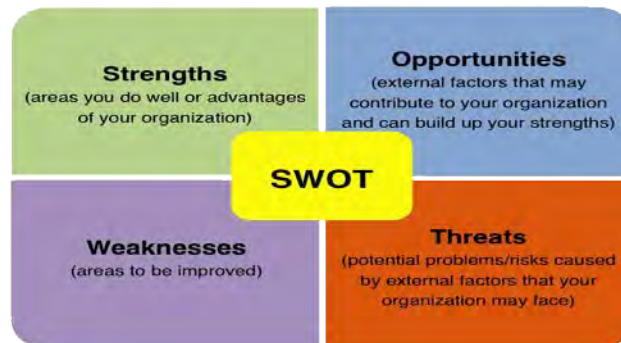 Strengths
(areas you do well or advantages
of your organization)
Opportunities
(external factors that may
contribute to your organization
and can build up your strengths)
SWOT
Weaknesses
(areas to be improved)
Threats
(potential problems/risks caused
by external factors that your
organization may face)